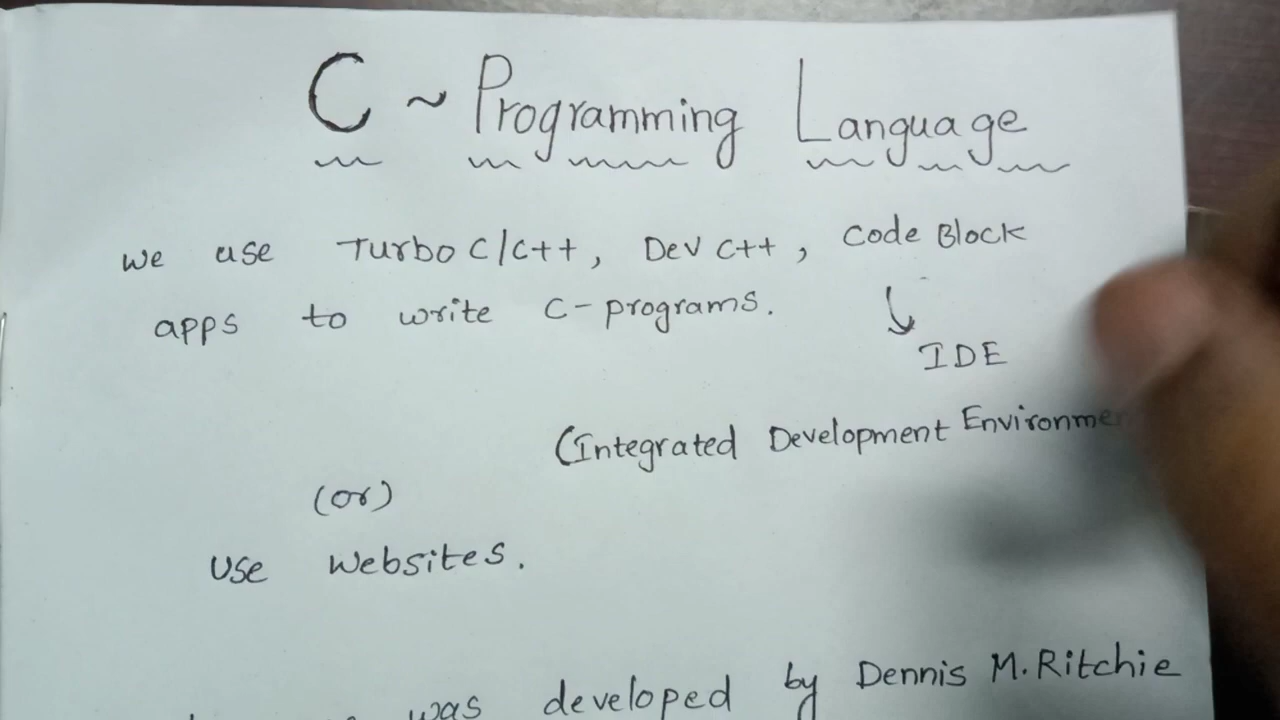 C ~ Programming Language
We use Turbo C/C++, Dev C++, Code Block
apps to write C-programs.
IDE
(Integrated Development Environme
(or)
Use Websites.
was developed by Dennis M. Ritchie